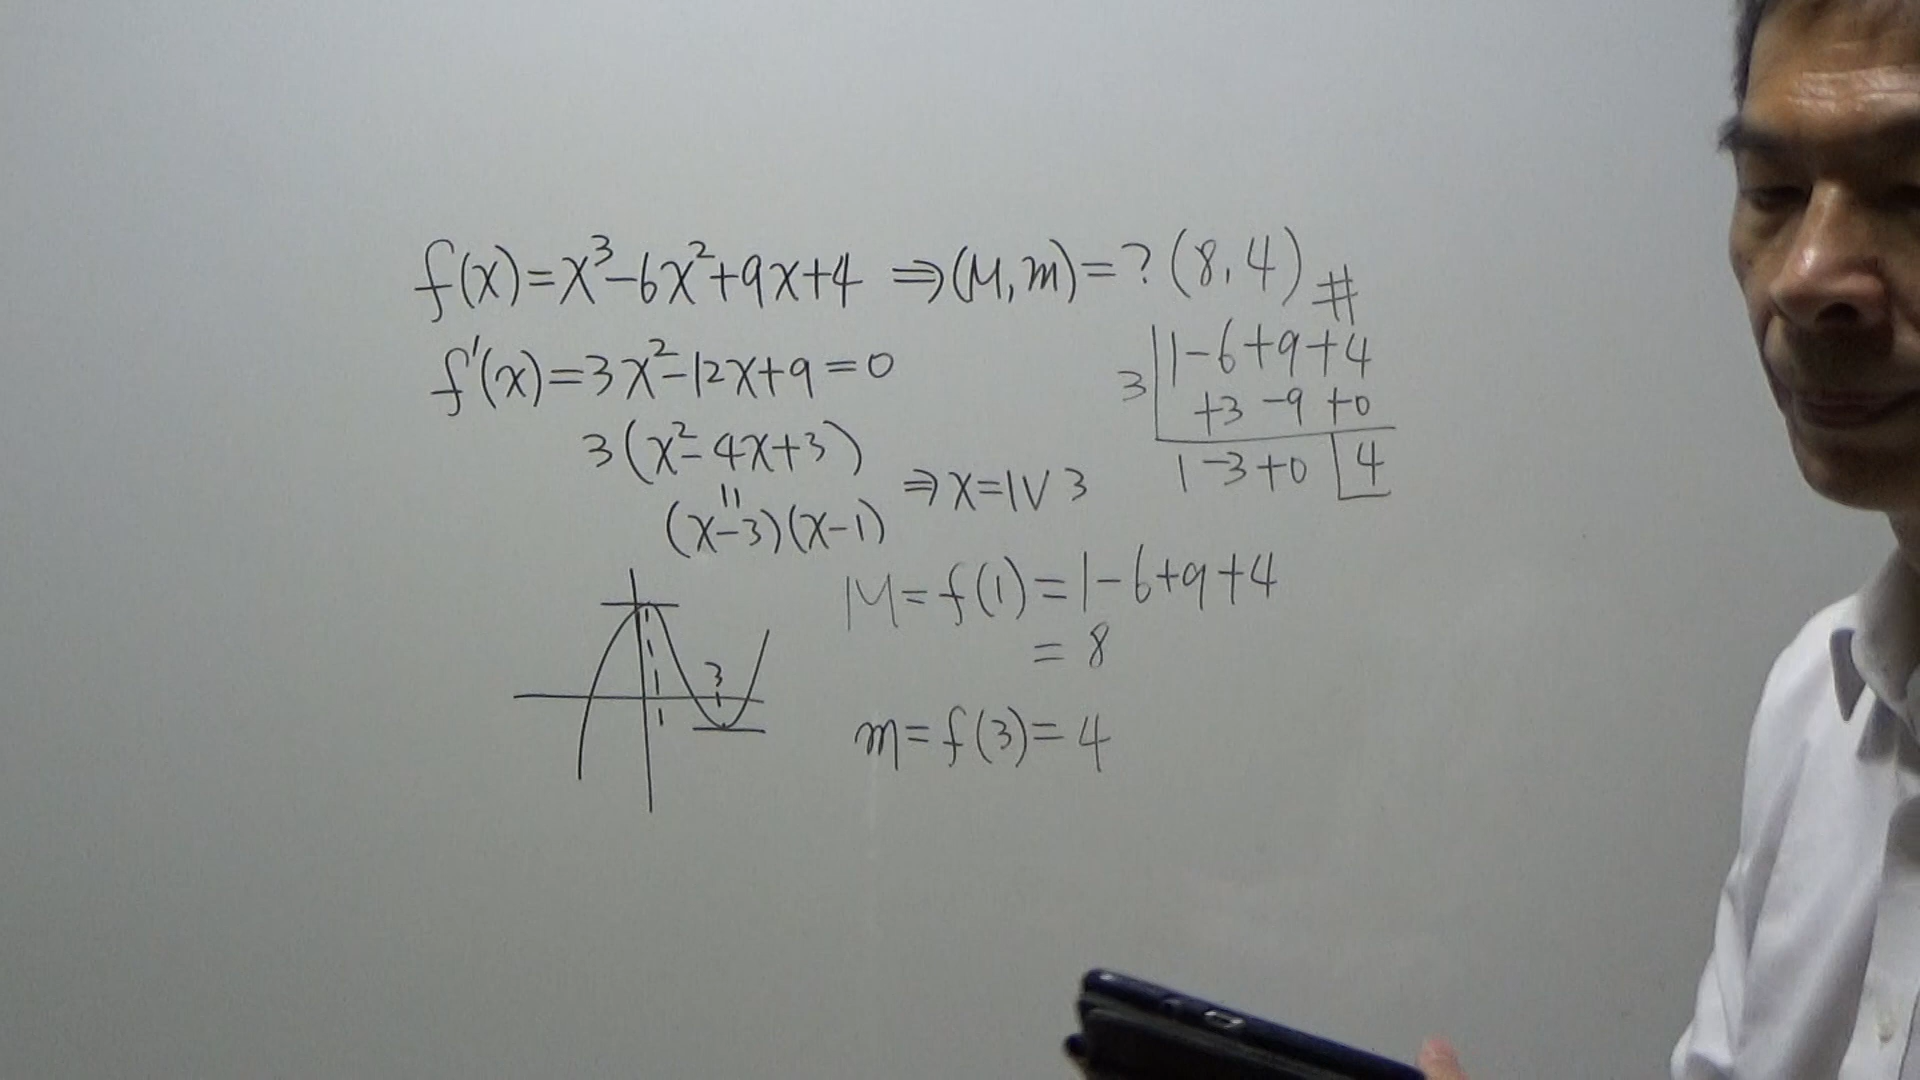 f(x)=x³-6x²+9x+4 ⇒(M,m)=? (8,4) #
f'(x)=3x²-12x+9=0
3(x²-4x+3)
=
(x-3)(x-1)
⇒x=1∨3
3 | 1-6+9+4
+3 -9 +0
1 -3 +0 | 4
M=f(1)=1-6+9+4
= 8
m=f(3)=4
3
1